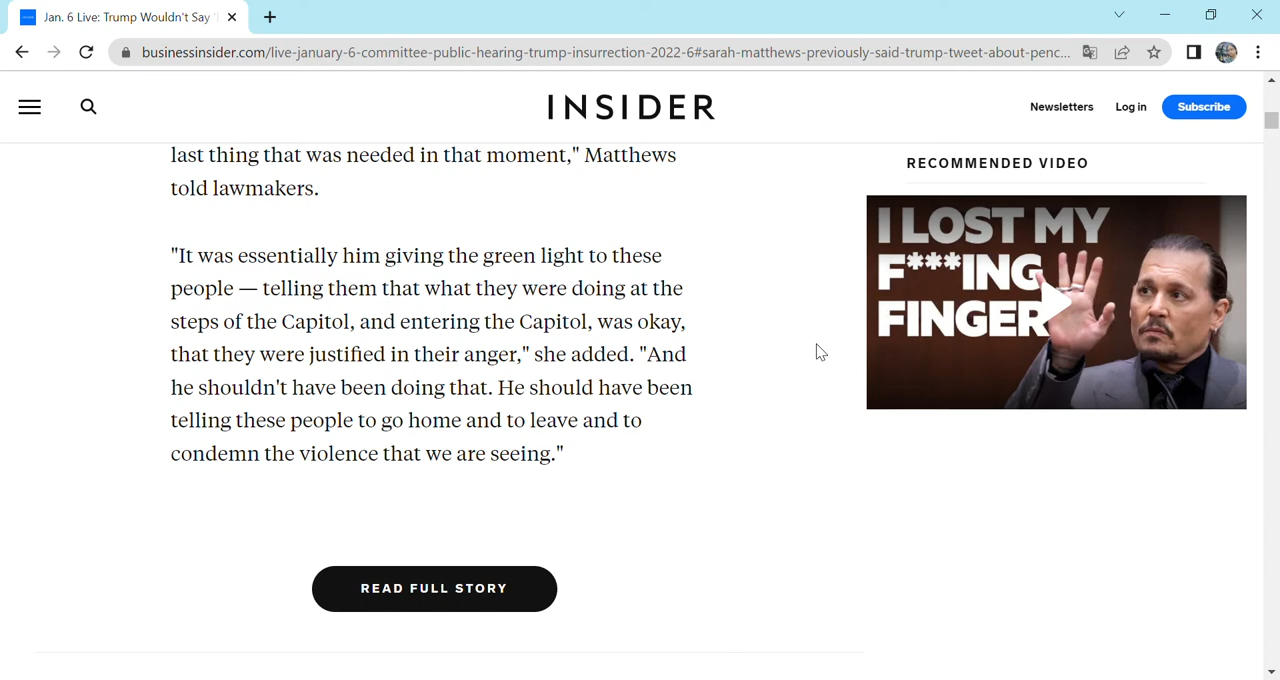 Jan. 6 Live: Trump Wouldn't Say
businessinsider.com/live-january-6-committee-public-hearing-trump-insurrection-2022-6#sarah-matthews-previously-said-trump-tweet-about-penc...
INSIDER
Newsletters
Log in
Subscribe
last thing that was needed in that moment," Matthews
told lawmakers.
"It was essentially him giving the green light to these
people — telling them that what they were doing at the
steps of the Capitol, and entering the Capitol, was okay,
that they were justified in their anger," she added. "And
he shouldn't have been doing that. He should have been
telling these people to go home and to leave and to
condemn the violence that we are seeing."
READ FULL STORY
RECOMMENDED VIDEO
I LOST MY
F***ING
FINGER